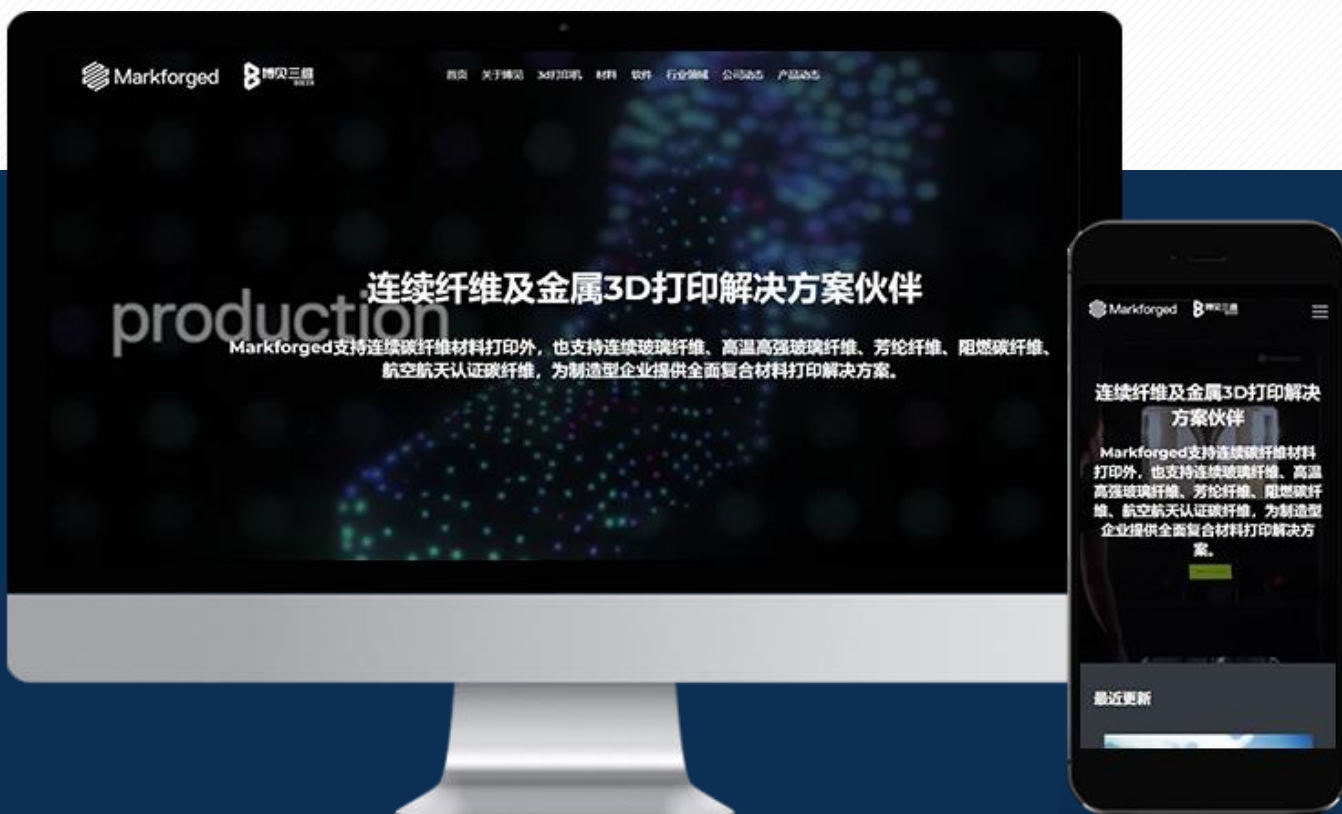 Markforged
博贝三维
首页 关于博贝 3d打印机 材料 软件 行业领域 公司动态 产品动态
production
连续纤维及金属3D打印解决方案伙伴
Markforged支持连续碳纤维材料打印外，也支持连续玻璃纤维、高温高强玻璃纤维、芳纶纤维、阻燃碳纤维、
航空航天认证碳纤维，为制造型企业提供全面复合材料打印解决方案。
Markforged
博贝三维
连续纤维及金属3D打印解决
方案伙伴
Markforged支持连续碳纤维材料
打印外，也支持连续玻璃纤维、高温
高强玻璃纤维、芳纶纤维、阻燃碳纤
维、航空航天认证碳纤维，为制造型
企业提供全面复合材料打印解决方
案。
最近更新